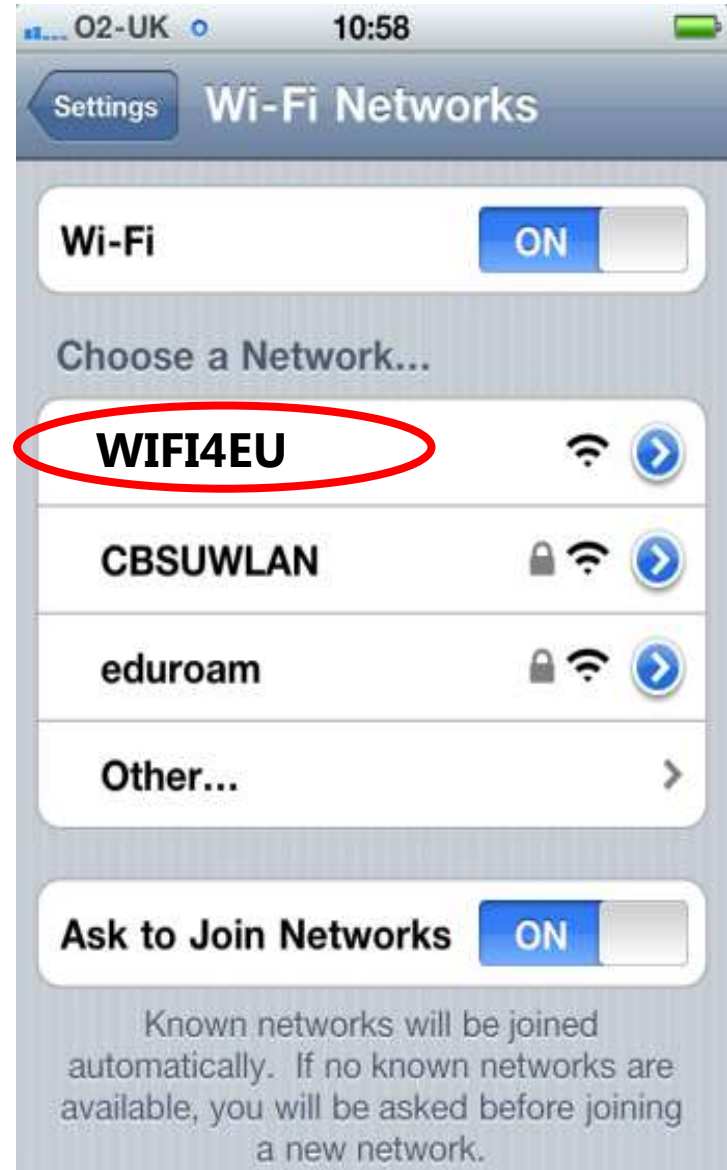 O2-UK 10:58
Settings Wi-Fi Networks
Wi-Fi ON
Choose a Network...
WIFI4EU
CBSUWLAN
eduroam
Other...
Ask to Join Networks ON
Known networks will be joined
automatically. If no known networks are
available, you will be asked before joining
a new network.